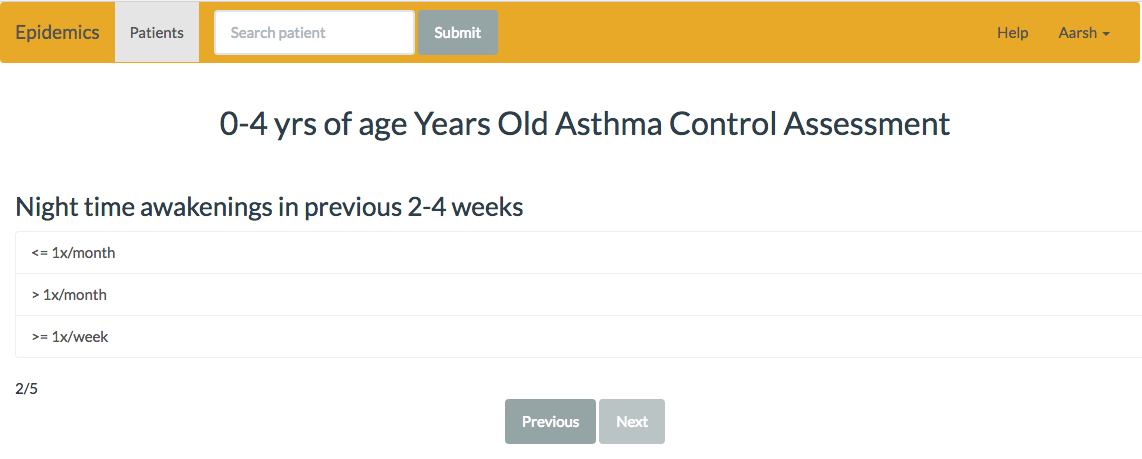 Epidemics Patients Search patient Submit Help Aarsh
0-4 yrs of age Years Old Asthma Control Assessment
Night time awakenings in previous 2-4 weeks
<= 1x/month
> 1x/month
>= 1x/week
2/5
Previous Next